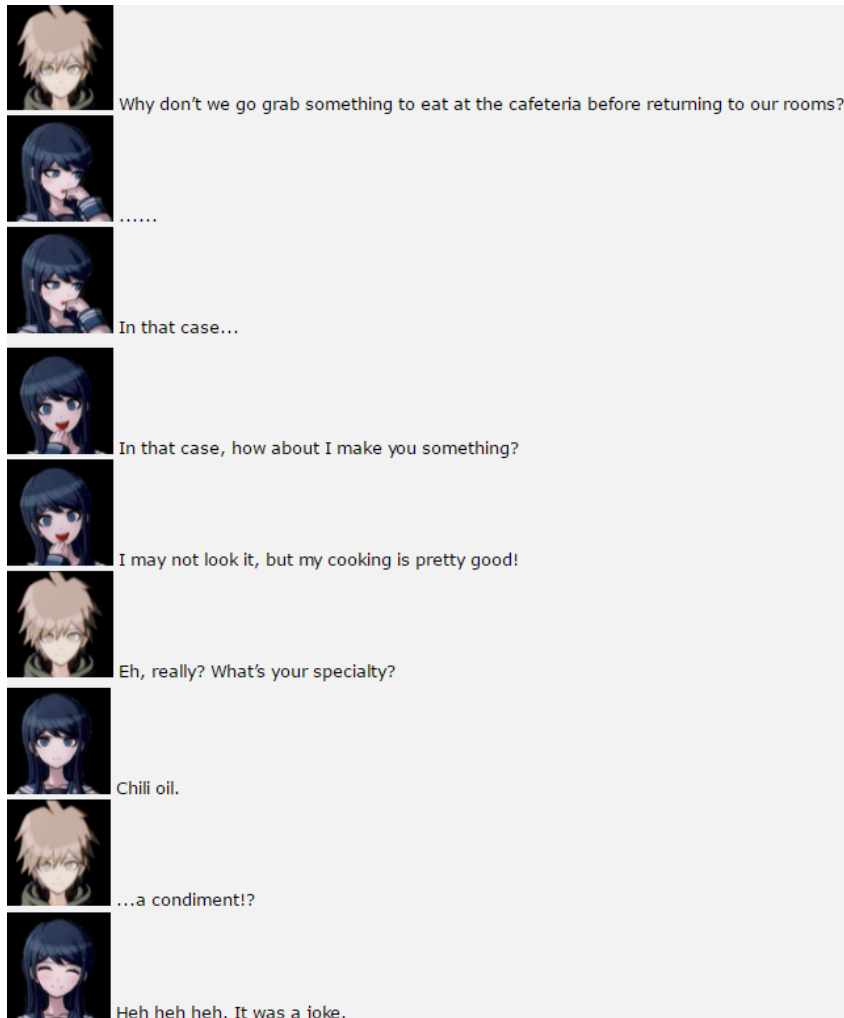 Why don’t we go grab something to eat at the cafeteria before returning to our rooms?
......
In that case...
In that case, how about I make you something?
I may not look it, but my cooking is pretty good!
Eh, really? What’s your specialty?
Chili oil.
...a condiment!?
Heh heh heh. It was a joke.